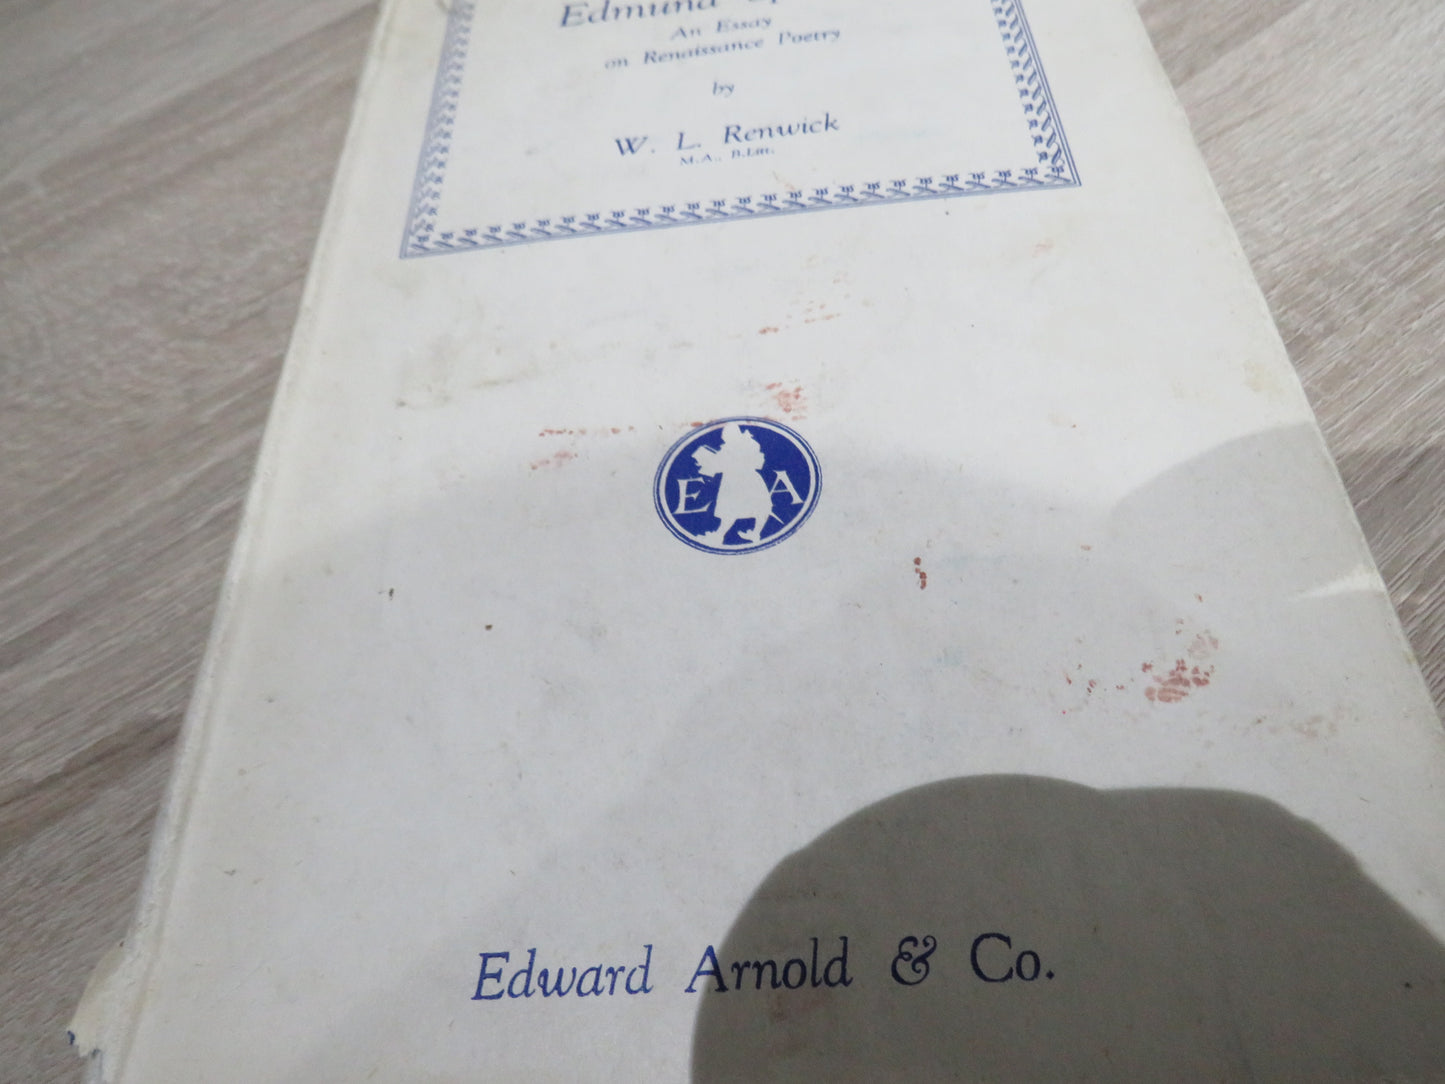 Edmund
An Essay
on Renaissance Poetry
by
W. L. Renwick
M.A., B.Litt.
E A
Edward Arnold & Co.